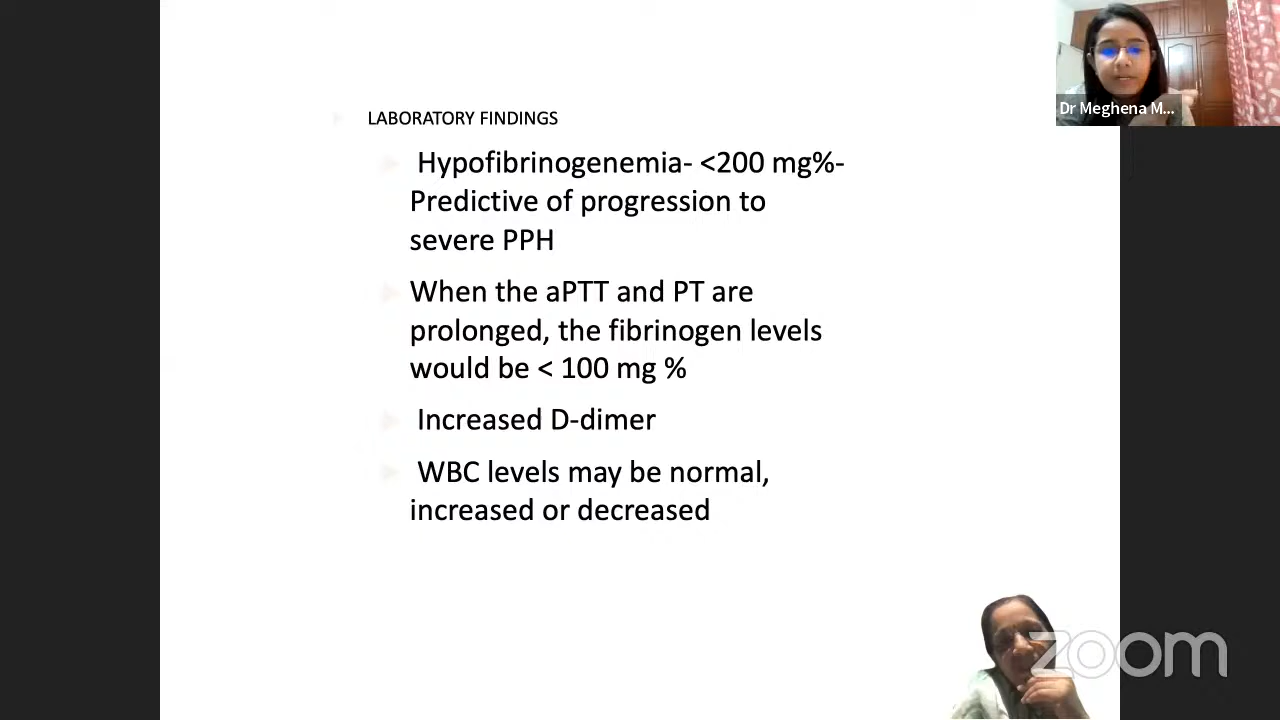 LABORATORY FINDINGS
Hypofibrinogenemia- <200 mg%-
Predictive of progression to
severe PPH
When the aPTT and PT are
prolonged, the fibrinogen levels
would be < 100 mg %
Increased D-dimer
WBC levels may be normal,
increased or decreased
Dr Meghena M...
zoom